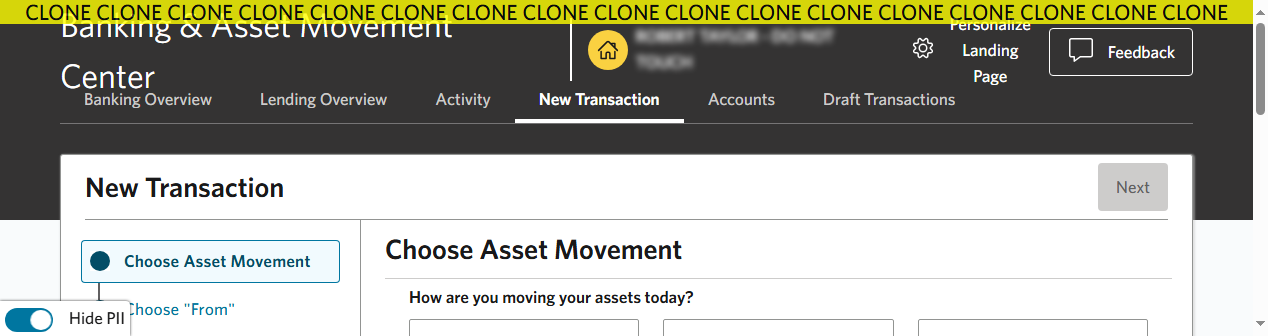 CLONE CLONE CLONE CLONE CLONE CLONE CLONE CLONE CLONE CLONE CLONE CLONE CLONE CLONE CLONE CLONE CLONE
Banking & Asset Movement
Center
Personalize
Landing
Page
Feedback
Banking Overview
Lending Overview
Activity
New Transaction
Accounts
Draft Transactions
New Transaction
Next
Choose Asset Movement
Choose "From"
Hide PII
Choose Asset Movement
How are you moving your assets today?